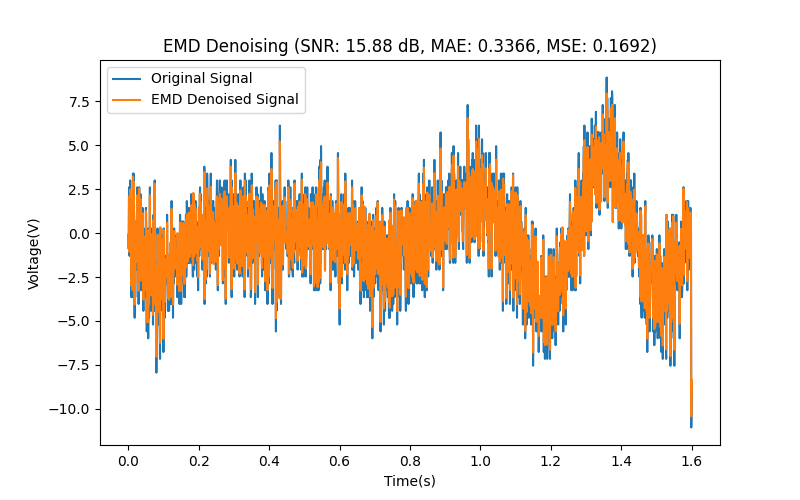 EMD Denoising (SNR: 15.88 dB, MAE: 0.3366, MSE: 0.1692)
Original Signal
EMD Denoised Signal
7.5
5.0
2.5
0.0
−2.5
−5.0
−7.5
−10.0
Voltage(V)
0.0 0.2 0.4 0.6 0.8 1.0 1.2 1.4 1.6
Time(s)